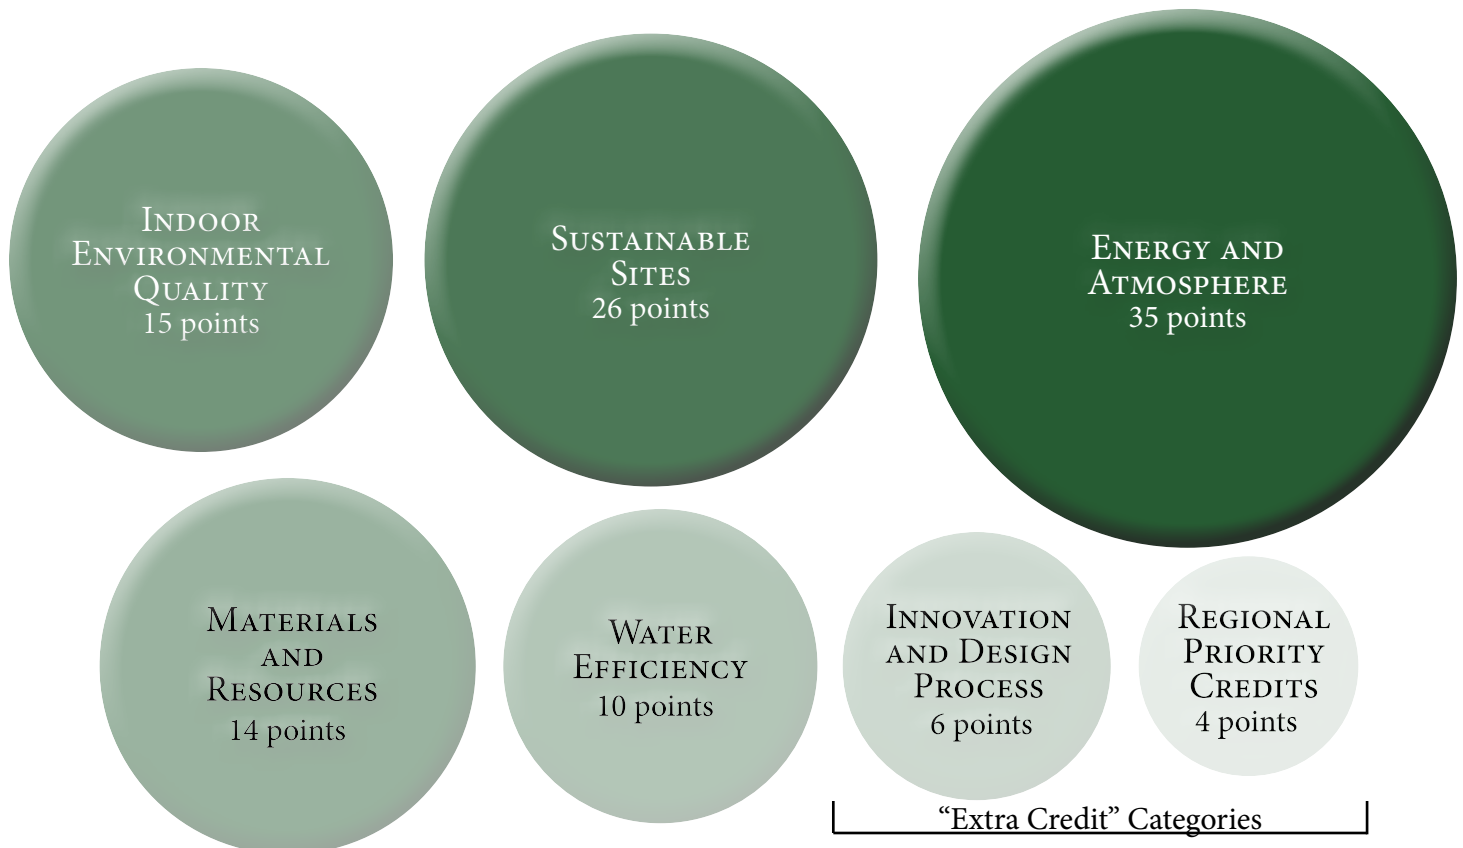 INDOOR
ENVIRONMENTAL
QUALITY
15 points
SUSTAINABLE
SITES
26 points
ENERGY AND
ATMOSPHERE
35 points
MATERIALS
AND
RESOURCES
14 points
WATER
EFFICIENCY
10 points
INNOVATION
AND DESIGN
PROCESS
6 points
REGIONAL
PRIORITY
CREDITS
4 points
“Extra Credit” Categories